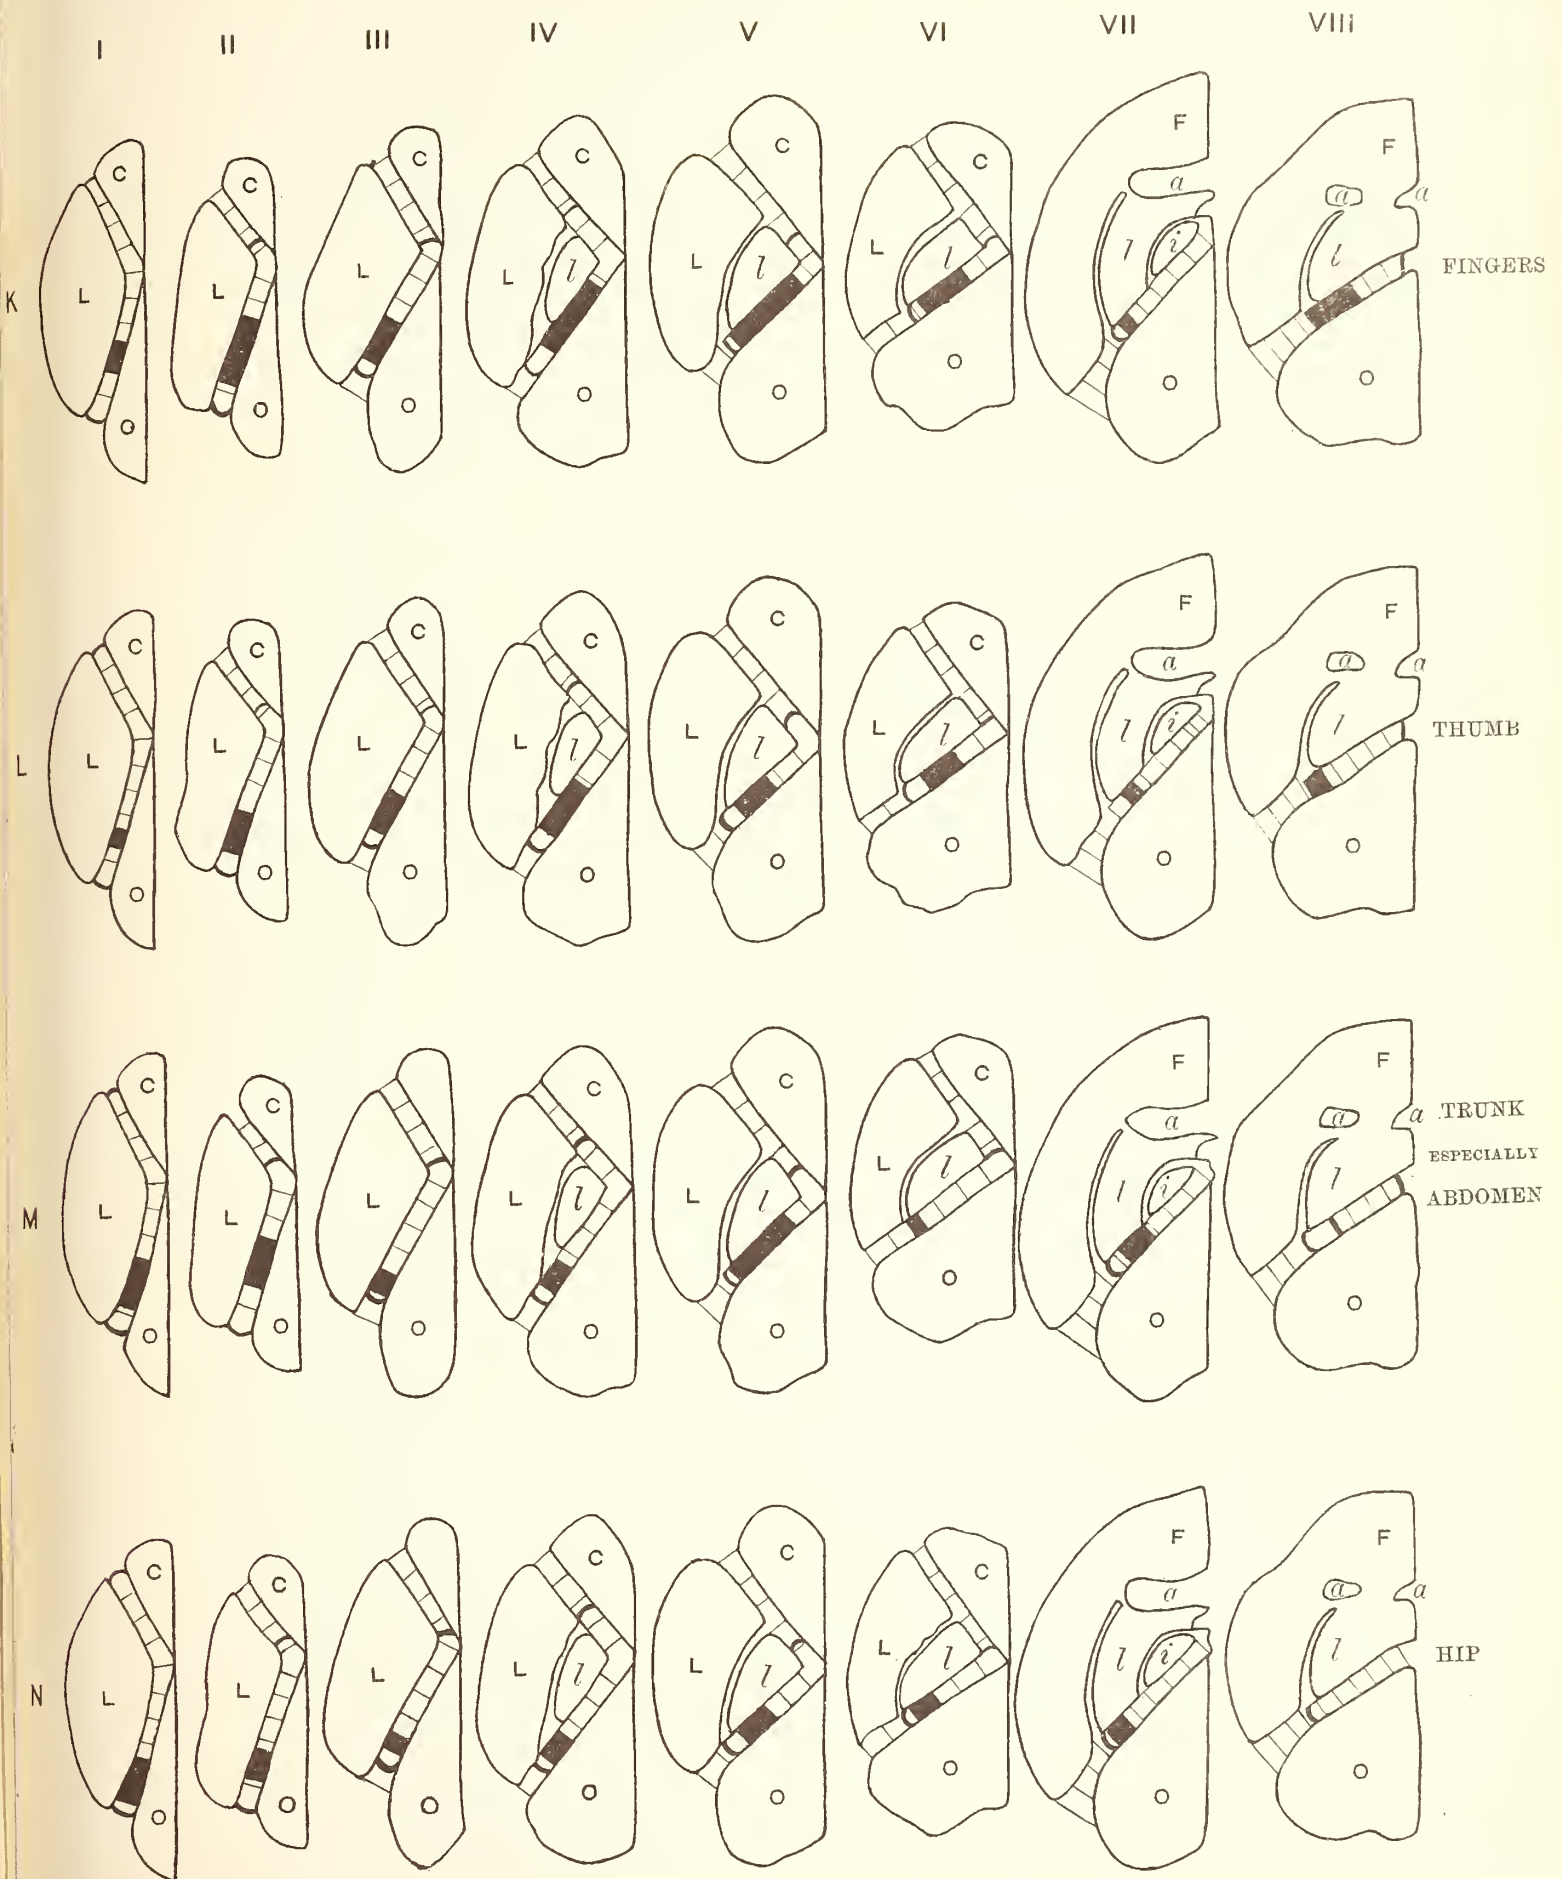 I II III IV V VI VII VIII
C C C C C C F F
a a a
L L L L L L l l l l i l
K FINGERS
O O O O O O O O
C C C C C C F F
a a a
L L L L L L l l l l i l
L THUMB
O O O O O O O O
C C C C C F F
a a a TRUNK
ESPECIALLY
L L L L L L l l l l i l
M ABDOMEN
O O O O O O O O
C C C C C F F
a a a
L L L L L L l l l l i l
N HIP
O O O O O O O O